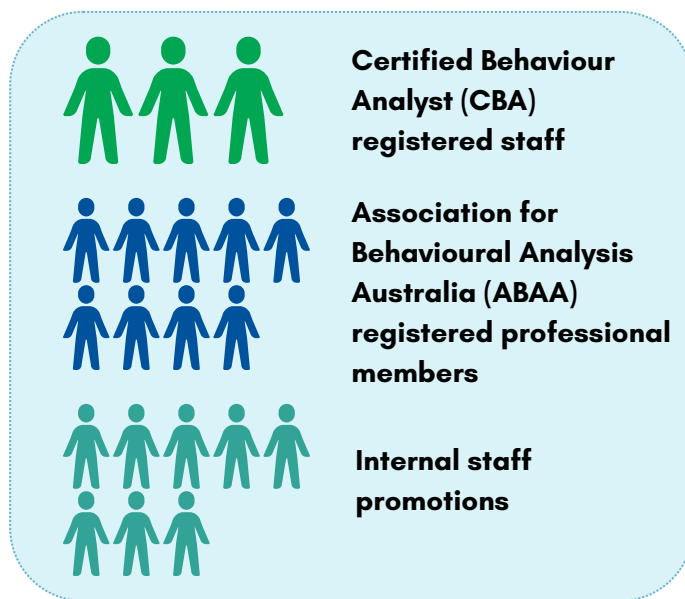 Certified Behaviour
Analyst (CBA)
registered staff
Association for
Behavioural Analysis
Australia (ABAA)
registered professional
members
Internal staff
promotions